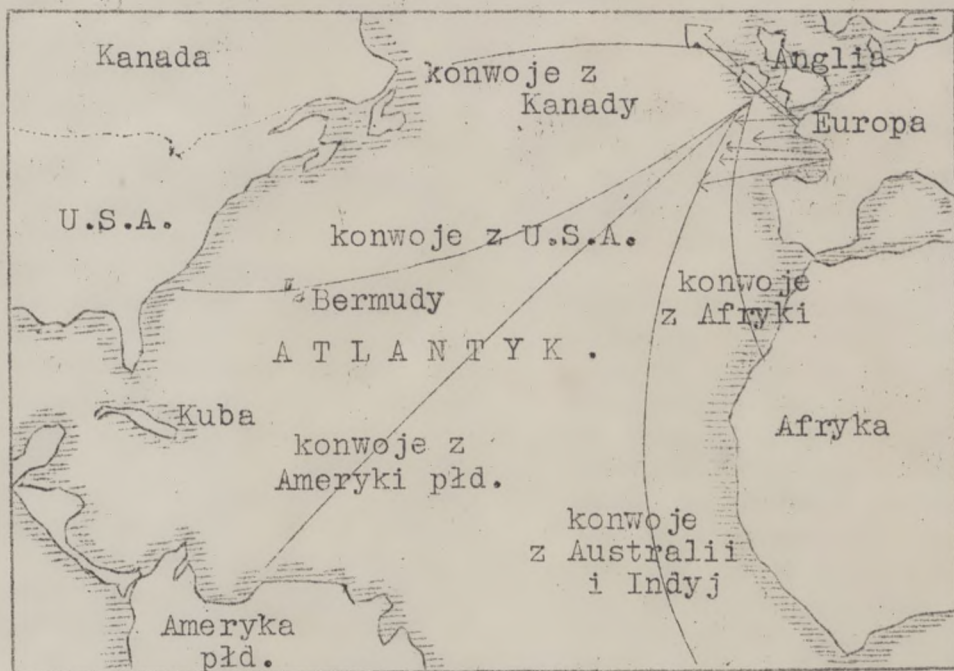 Kanada
konwoje z
Kanady
Anglia
Europa
U.S.A.
konwoje z U.S.A.
Bermudy
konwoje
z Afryki
A T L A N T Y K .
Kuba
Afryka
konwoje z
Ameryki płd.
konwoje
z Australii
i Indyj
Ameryka
płd.